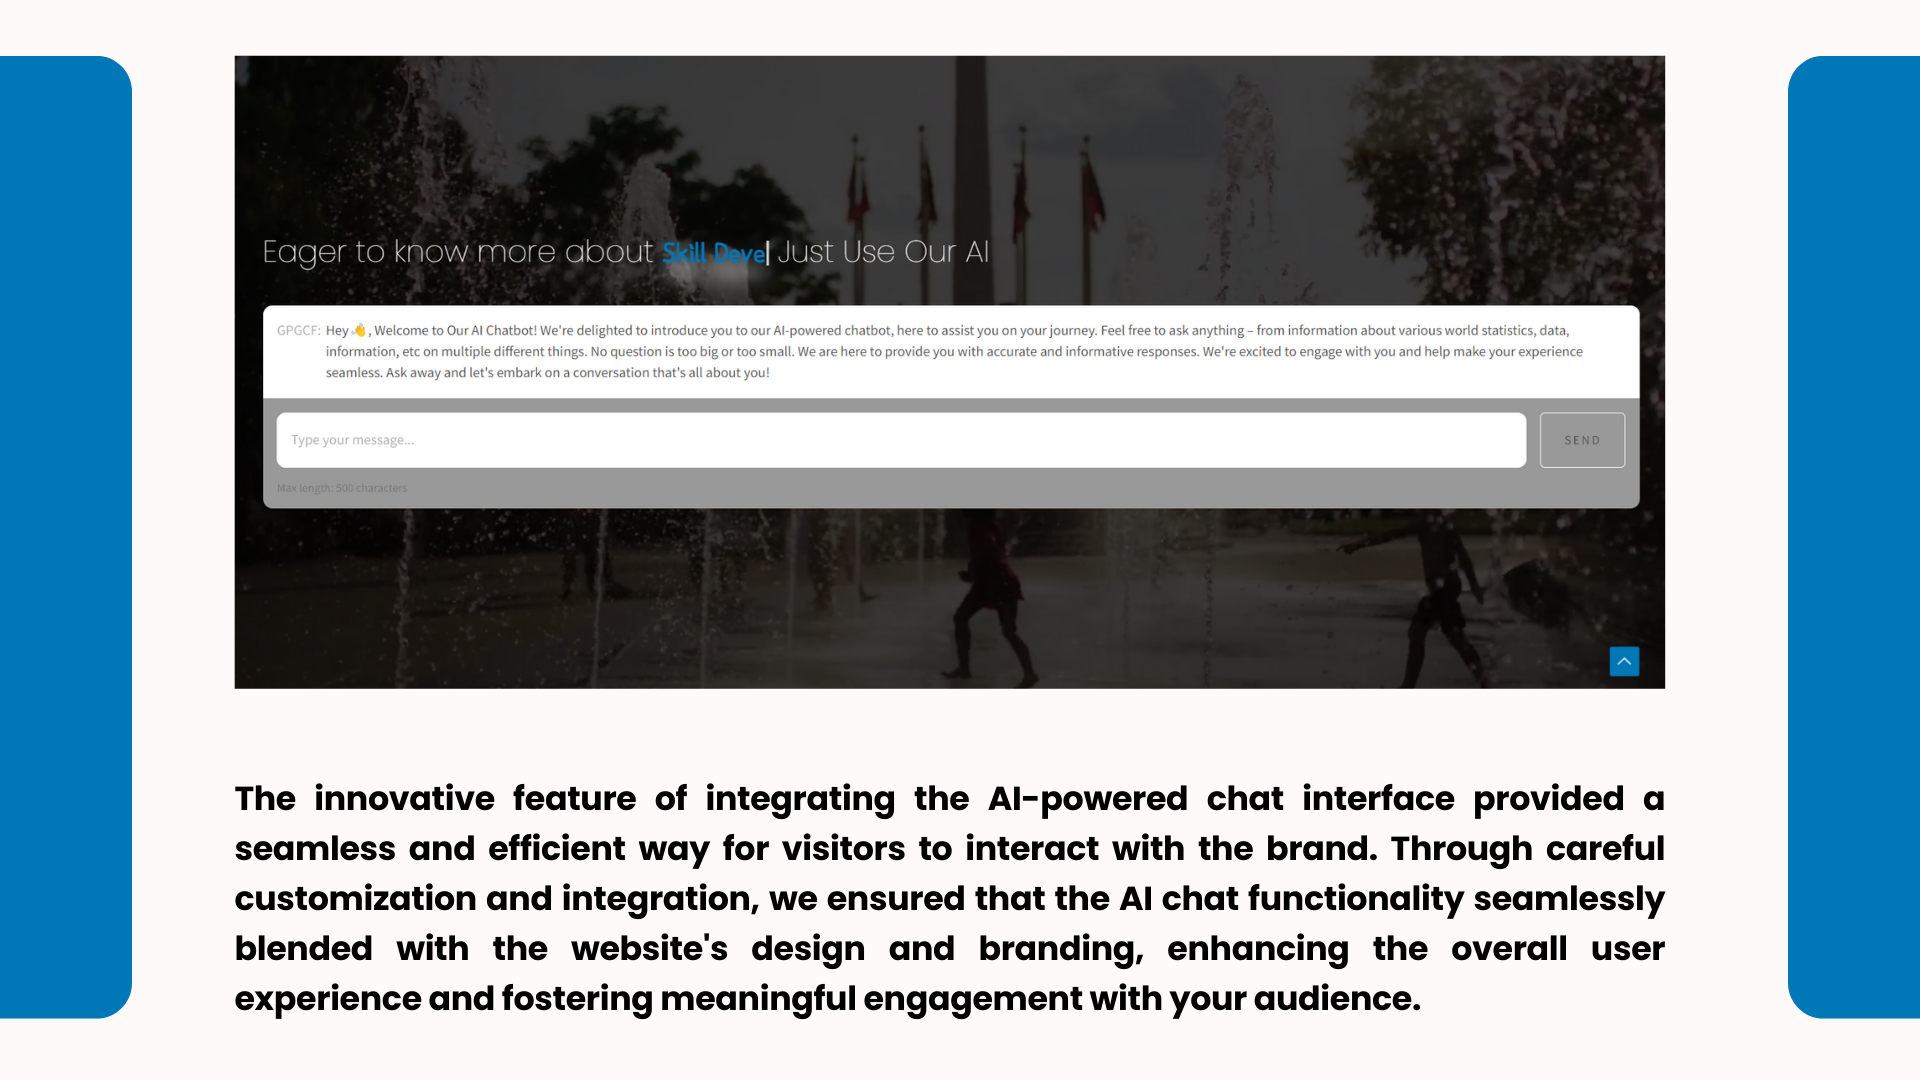 Eager to know more about Skill Deve| Just Use Our AI
GPGCF: Hey 👋, Welcome to Our AI Chatbot! We're delighted to introduce you to our AI-powered chatbot, here to assist you on your journey. Feel free to ask anything – from information about various world statistics, data,
information, etc on multiple different things. No question is too big or too small. We are here to provide you with accurate and informative responses. We're excited to engage with you and help make your experience
seamless. Ask away and let's embark on a conversation that's all about you!
Type your message...
SEND
Max length: 500 characters
The innovative feature of integrating the AI-powered chat interface provided a
seamless and efficient way for visitors to interact with the brand. Through careful
customization and integration, we ensured that the AI chat functionality seamlessly
blended with the website's design and branding, enhancing the overall user
experience and fostering meaningful engagement with your audience.